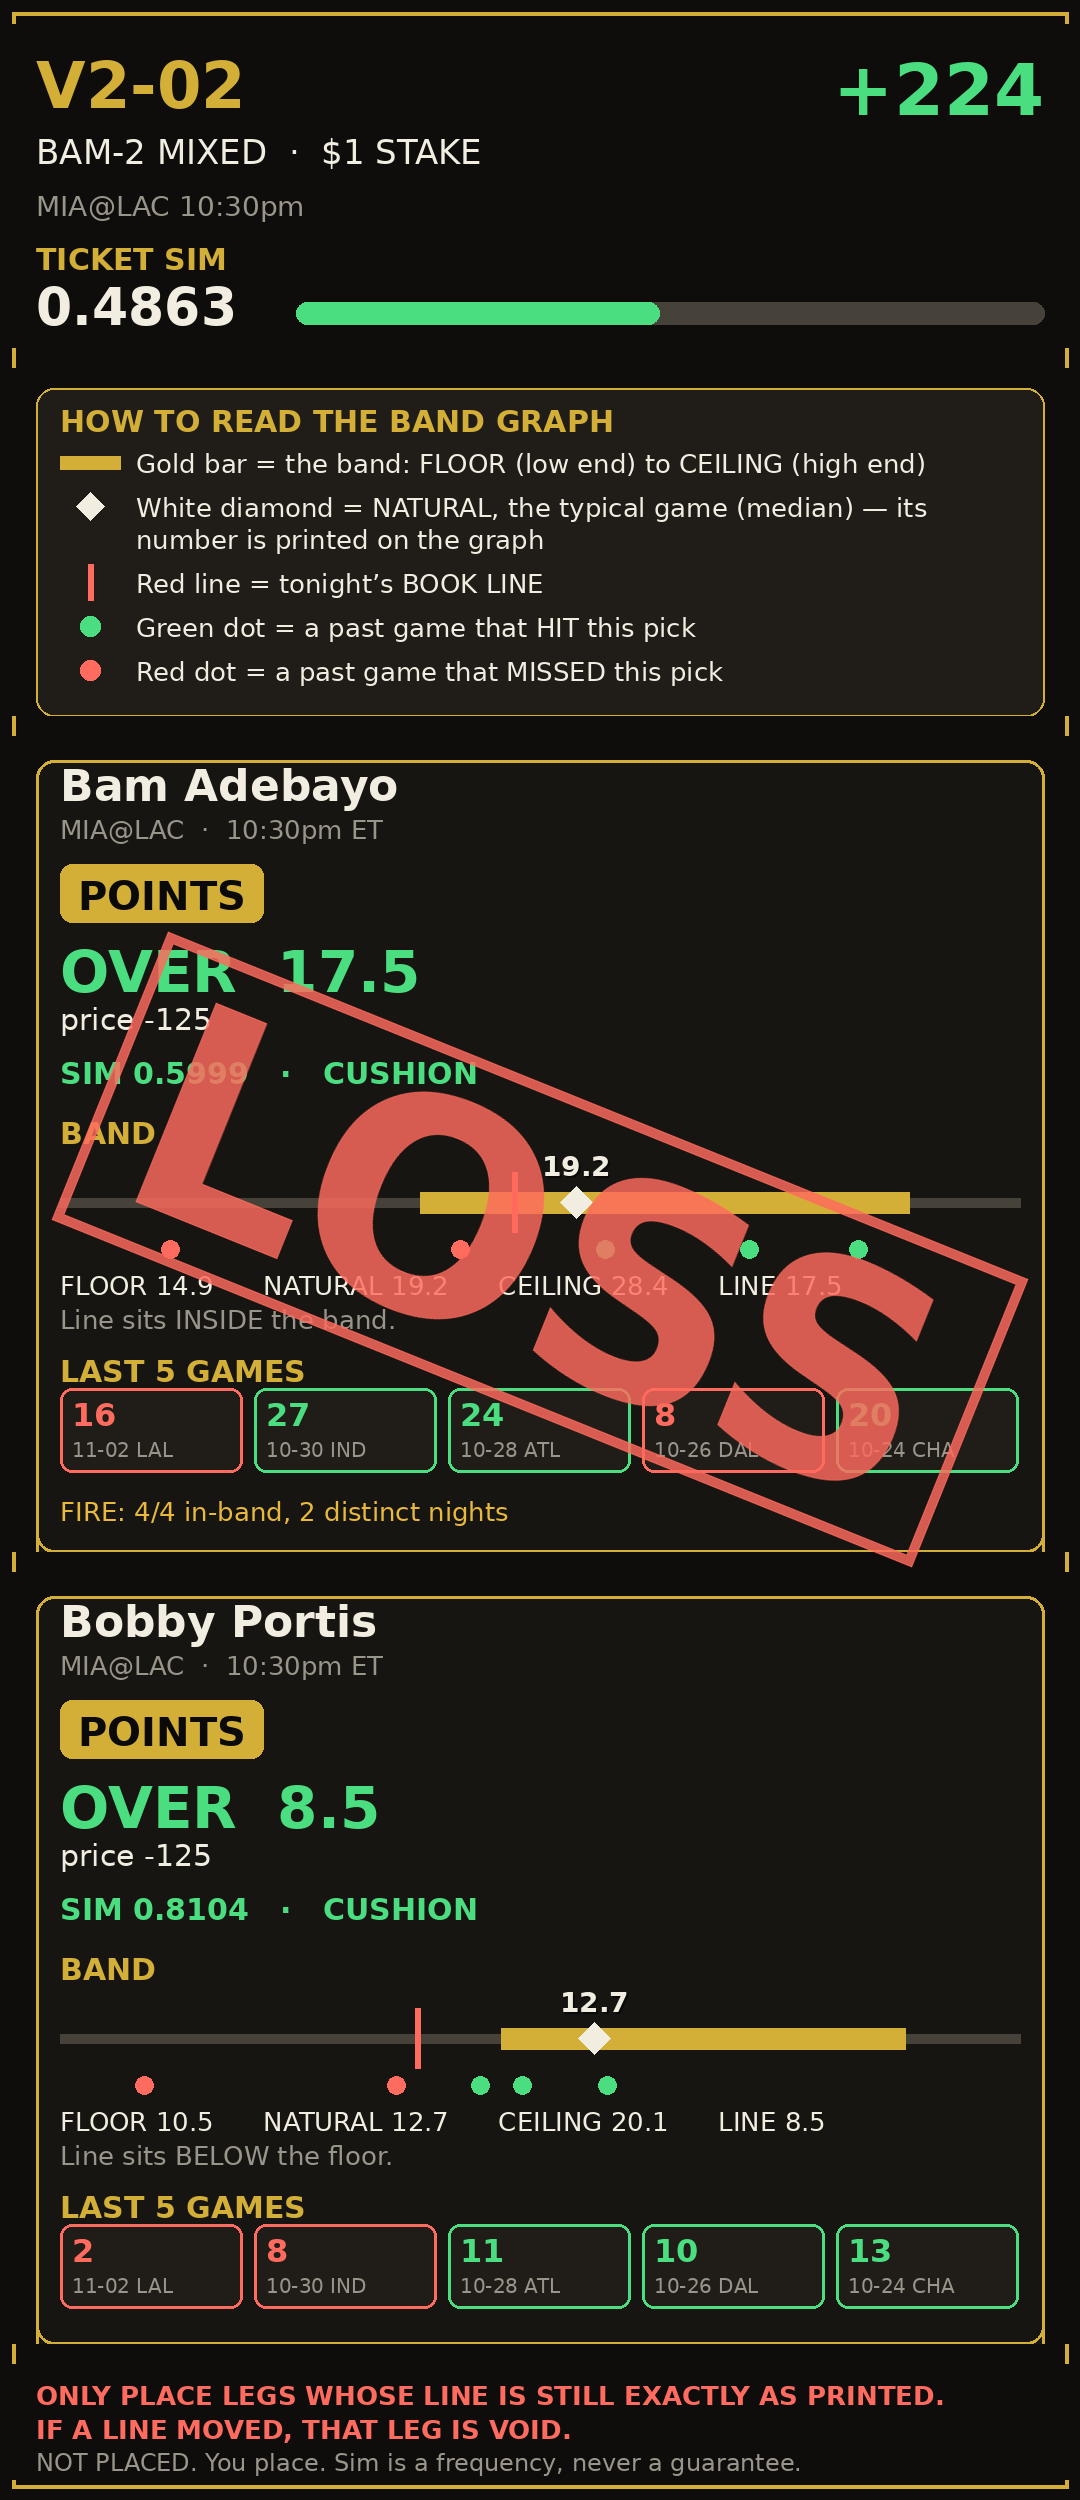 V2-02
+224
BAM-2 MIXED · $1 STAKE
MIA@LAC 10:30pm
TICKET SIM
0.4863
HOW TO READ THE BAND GRAPH
Gold bar = the band: FLOOR (low end) to CEILING (high end)
White diamond = NATURAL, the typical game (median) — its
number is printed on the graph
Red line = tonight’s BOOK LINE
Green dot = a past game that HIT this pick
Red dot = a past game that MISSED this pick
Bam Adebayo
MIA@LAC · 10:30pm ET
POINTS
OVER 17.5
price -125
SIM 0.5999 · CUSHION
BAND
19.2
FLOOR 14.9 NATURAL 19.2 CEILING 28.4 LINE 17.5
Line sits INSIDE the band.
LOSS
LAST 5 GAMES
16 27 24 8 20
11-02 LAL 10-30 IND 10-28 ATL 10-26 DAL 10-24 CHA
FIRE: 4/4 in-band, 2 distinct nights
Bobby Portis
MIA@LAC · 10:30pm ET
POINTS
OVER 8.5
price -125
SIM 0.8104 · CUSHION
BAND
12.7
FLOOR 10.5 NATURAL 12.7 CEILING 20.1 LINE 8.5
Line sits BELOW the floor.
LAST 5 GAMES
2 8 11 10 13
11-02 LAL 10-30 IND 10-28 ATL 10-26 DAL 10-24 CHA
ONLY PLACE LEGS WHOSE LINE IS STILL EXACTLY AS PRINTED.
IF A LINE MOVED, THAT LEG IS VOID.
NOT PLACED. You place. Sim is a frequency, never a guarantee.